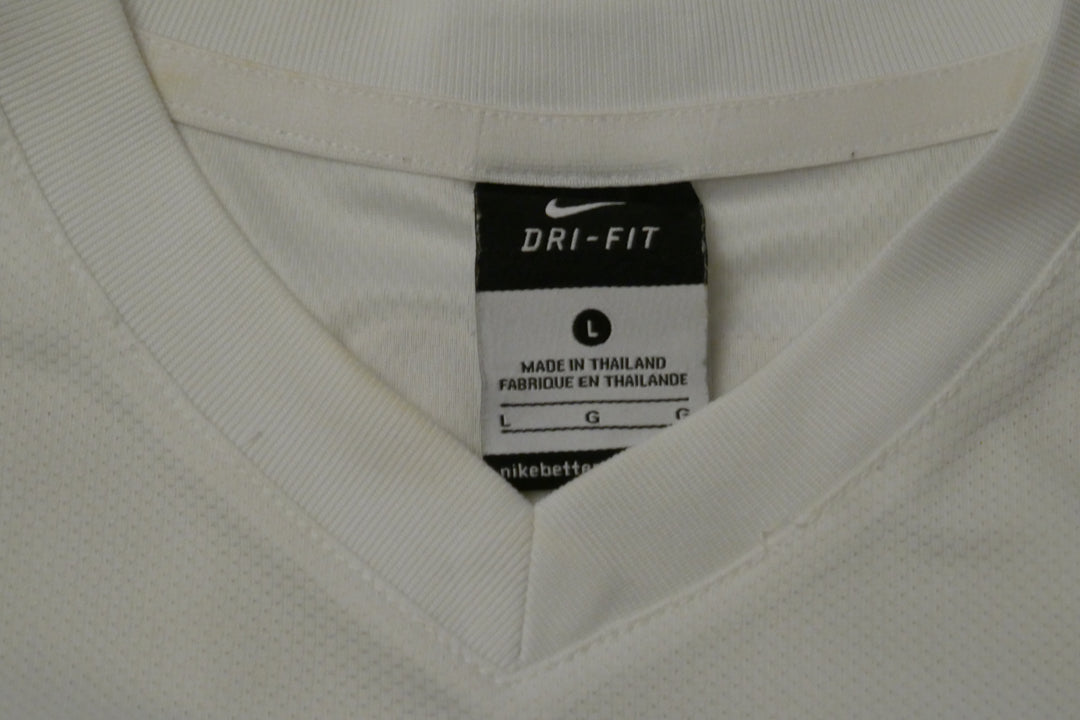 DRI-FIT
L
MADE IN THAILAND
FABRIQUE EN THAILANDE
L G G